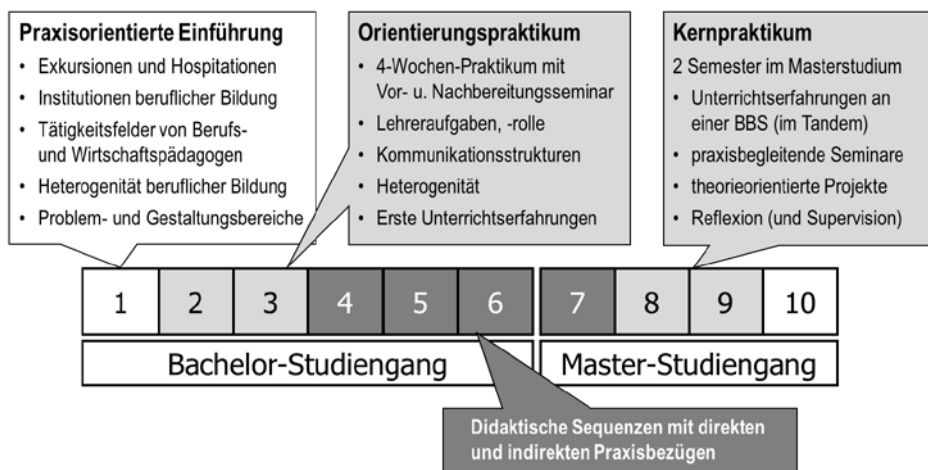 Praxisorientierte Einführung
• Exkursionen und Hospitationen
• Institutionen beruflicher Bildung
• Tätigkeitsfelder von Berufs-
und Wirtschaftspädagogen
• Heterogenität beruflicher Bildung
• Problem- und Gestaltungsbereiche
Orientierungspraktikum
• 4-Wochen-Praktikum mit
Vor- u. Nachbereitungsseminar
• Lehreraufgaben, -rolle
• Kommunikationsstrukturen
• Heterogenität
• Erste Unterrichtserfahrungen
Kernpraktikum
2 Semester im Masterstudium
• Unterrichtserfahrungen an
einer BBS (im Tandem)
• praxisbegleitende Seminare
• theorieorientierte Projekte
• Reflexion (und Supervision)
1 2 3 4 5 6 7 8 9 10
Bachelor-Studiengang Master-Studiengang
Didaktische Sequenzen mit direkten
und indirekten Praxisbezügen